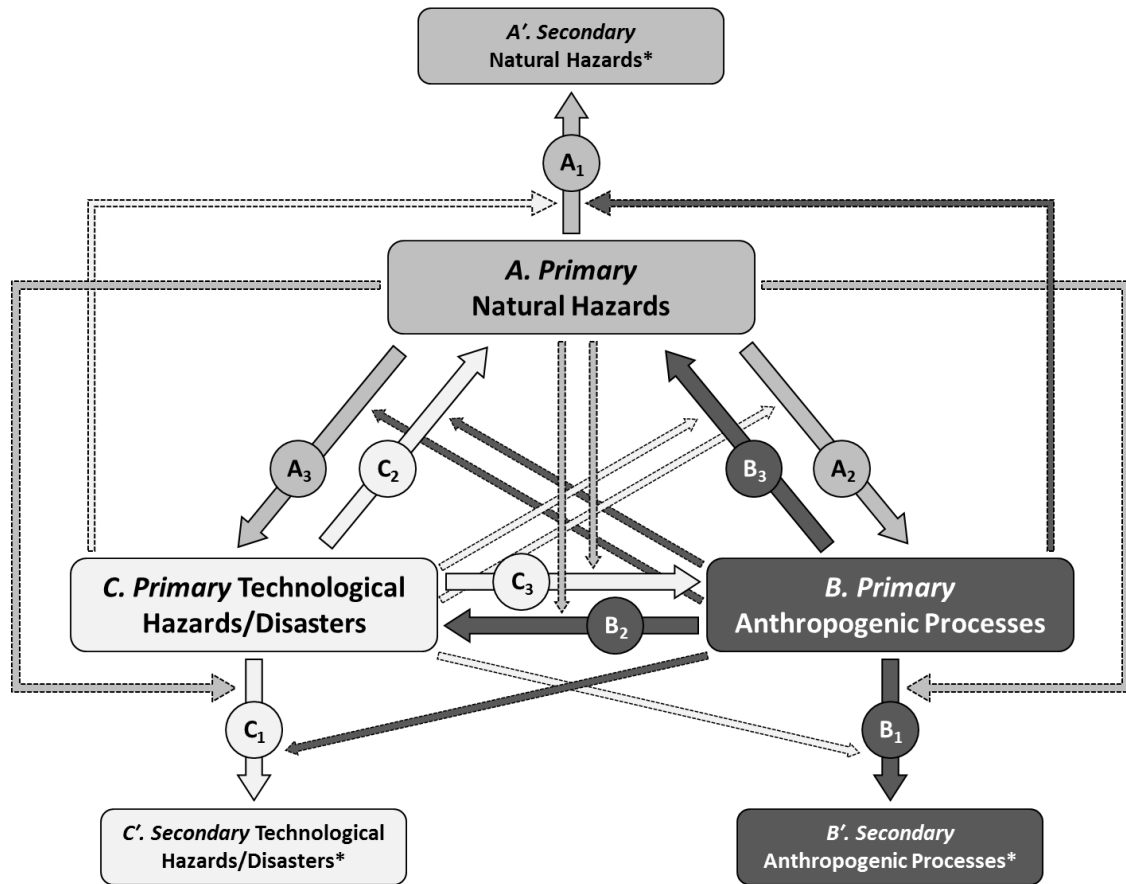 A′. Secondary
Natural Hazards*
A₁
A. Primary
Natural Hazards
A₃
C₂
B₃
A₂
C. Primary Technological
Hazards/Disasters
C₃
B₂
B. Primary
Anthropogenic Processes
C₁
B₁
C′. Secondary Technological
Hazards/Disasters*
B′. Secondary
Anthropogenic Processes*